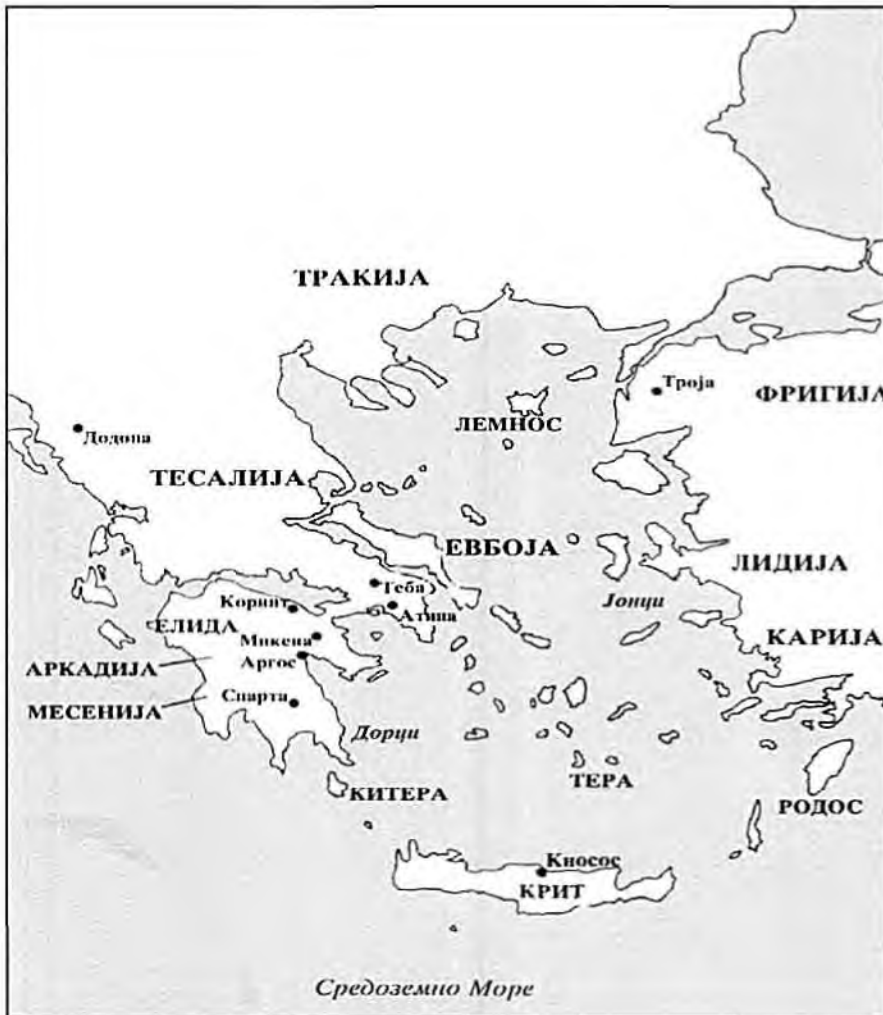 ТРАКИЈА
Троја
ФРИГИЈА
ЛЕМНОС
Додона
ТЕСАЛИЈА
ЕВБОЈА
ЛИДИЈА
Теба
Јонци
Коринт
Атина
ЕЛИДА
Микена
КАРИЈА
АРКАДИЈА
Аргос
МЕСЕНИЈА
Спарта
Дорци
ТЕРА
КИТЕРА
РОДОС
Кносос
КРИТ
Средоземно Море